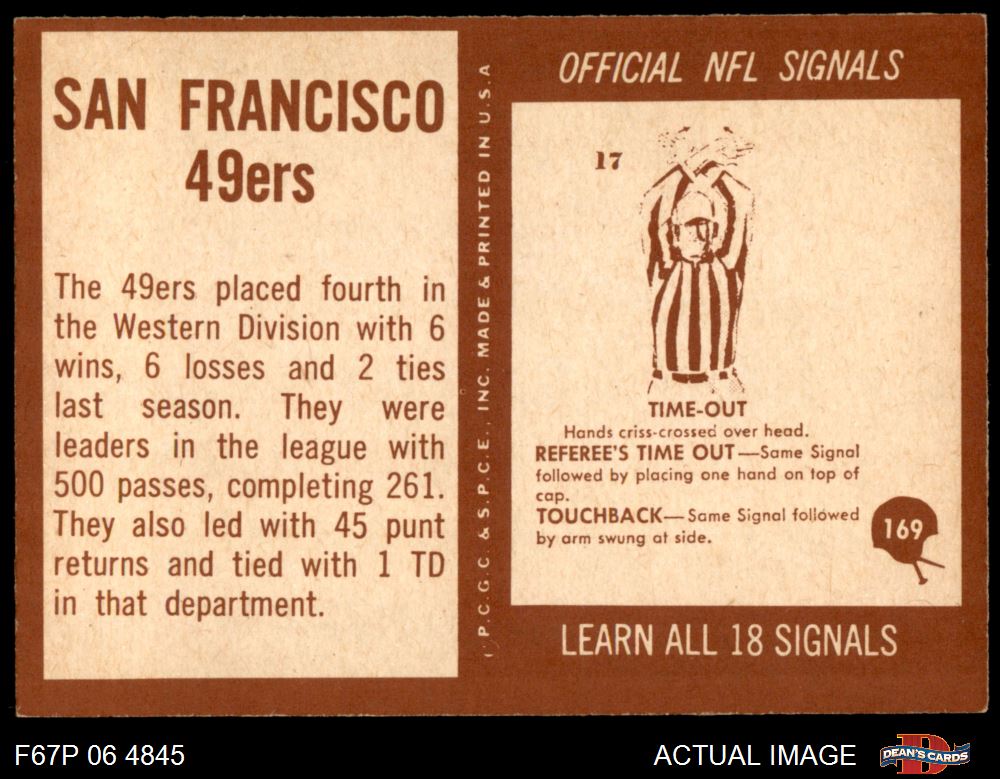 SAN FRANCISCO
49ers
The 49ers placed fourth in
the Western Division with 6
wins, 6 losses and 2 ties
last season. They were
leaders in the league with
500 passes, completing 261.
They also led with 45 punt
returns and tied with 1 TD
in that department.
P.C.G.C. & S.P.C.E., INC. MADE & PRINTED IN U.S.A
OFFICIAL NFL SIGNALS
17
TIME-OUT
Hands criss-crossed over head.
REFEREE'S TIME OUT—Same Signal
followed by placing one hand on top of
cap.
TOUCHBACK—Same Signal followed
by arm swung at side.
169
LEARN ALL 18 SIGNALS
F67P 06 4845
ACTUAL IMAGE
D
DEAN'S CARDS